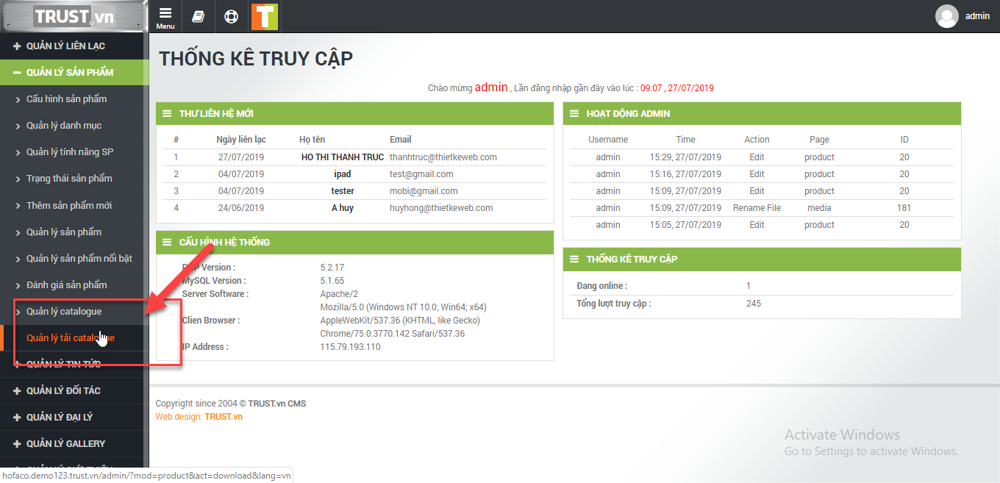 TRUST.vn
Menu
admin
QUẢN LÝ LIÊN LẠC
QUẢN LÝ SẢN PHẨM
Cấu hình sản phẩm
Quản lý danh mục
Quản lý tính năng SP
Trạng thái sản phẩm
Thêm sản phẩm mới
Quản lý sản phẩm
Quản lý sản phẩm nổi bật
Đánh giá sản phẩm
Quản lý catalogue
Quản lý tải catalogue
QUẢN LÝ TIN TỨC
QUẢN LÝ ĐỐI TÁC
QUẢN LÝ ĐẠI LÝ
QUẢN LÝ GALLERY
THỐNG KÊ TRUY CẬP
Chào mừng admin , Lần đăng nhập gần đây vào lúc : 09:07 , 27/07/2019
THƯ LIÊN HỆ MỚI
# Ngày liên lạc Họ tên Email
1 27/07/2019 HO THI THANH TRUC thanhtruc@thietkeweb.com
2 04/07/2019 ipad test@gmail.com
3 04/07/2019 tester mobi@gmail.com
4 24/06/2019 A huy huyhong@thietkeweb.com
CẤU HÌNH HỆ THỐNG
PHP Version : 5.2.17
MySQL Version : 5.1.65
Server Software : Apache/2
Clien Browser : Mozilla/5.0 (Windows NT 10.0; Win64; x64)
AppleWebKit/537.36 (KHTML, like Gecko)
Chrome/75.0.3770.142 Safari/537.36
IP Address : 115.79.193.110
HOẠT ĐỘNG ADMIN
Username Time Action Page ID
admin 15:29, 27/07/2019 Edit product 20
admin 15:16, 27/07/2019 Edit product 20
admin 15:09, 27/07/2019 Edit product 20
admin 15:09, 27/07/2019 Rename File media 181
admin 15:05, 27/07/2019 Edit product 20
THỐNG KÊ TRUY CẬP
Đang online : 1
Tổng lượt truy cập : 245
Copyright since 2004 © TRUST.vn CMS
Web design: TRUST.vn
Activate Windows
Go to Settings to activate Windows.
hofaco.demo123.trust.vn/admin/?mod=product&act=download&lang=vn